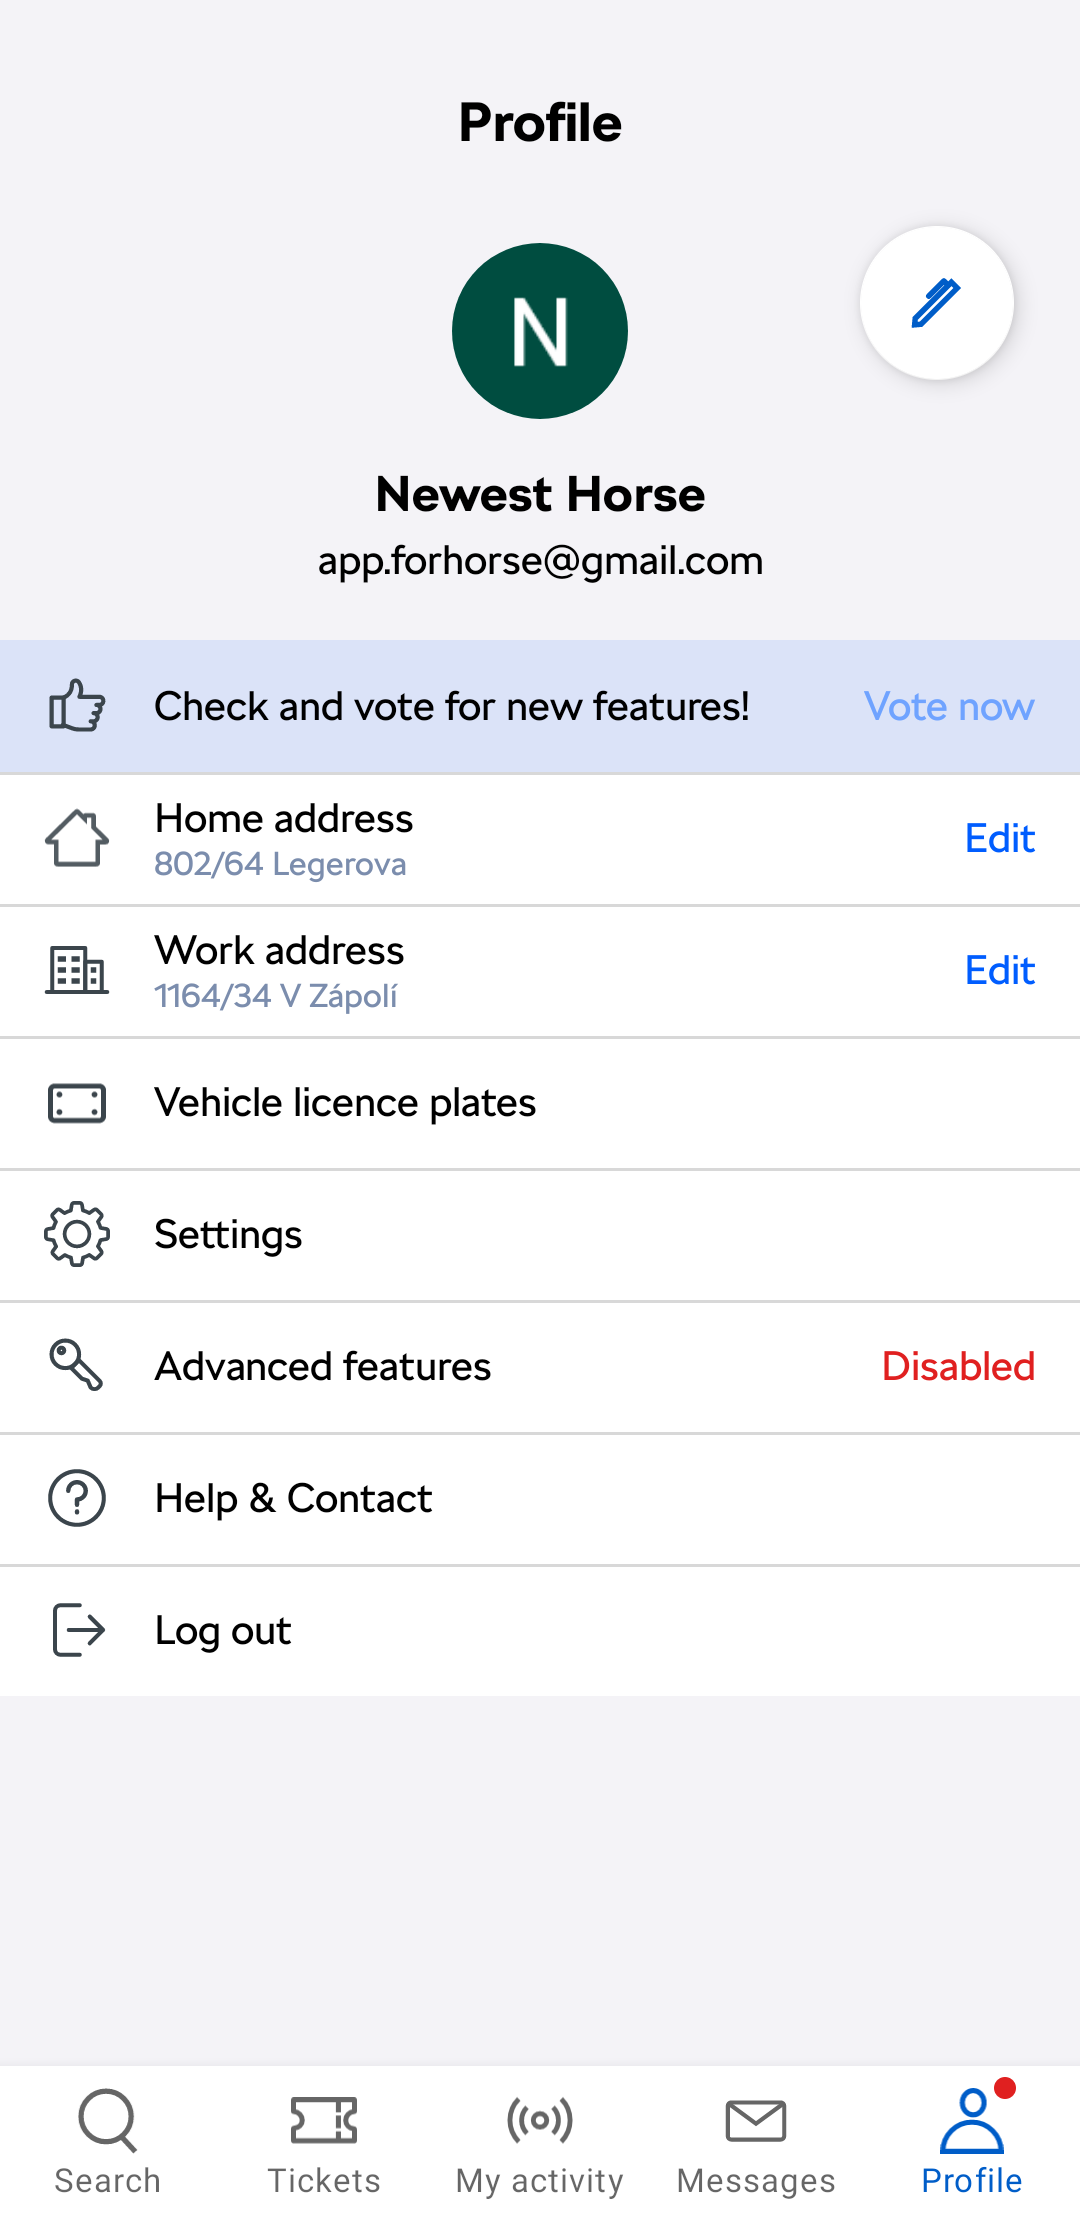 Profile
N
Newest Horse
app.forhorse@gmail.com
Check and vote for new features! Vote now
Home address
802/64 Legerova
Edit
Work address
1164/34 V Zápolí
Edit
Vehicle licence plates
Settings
Advanced features Disabled
Help & Contact
Log out
Search Tickets My activity Messages Profile